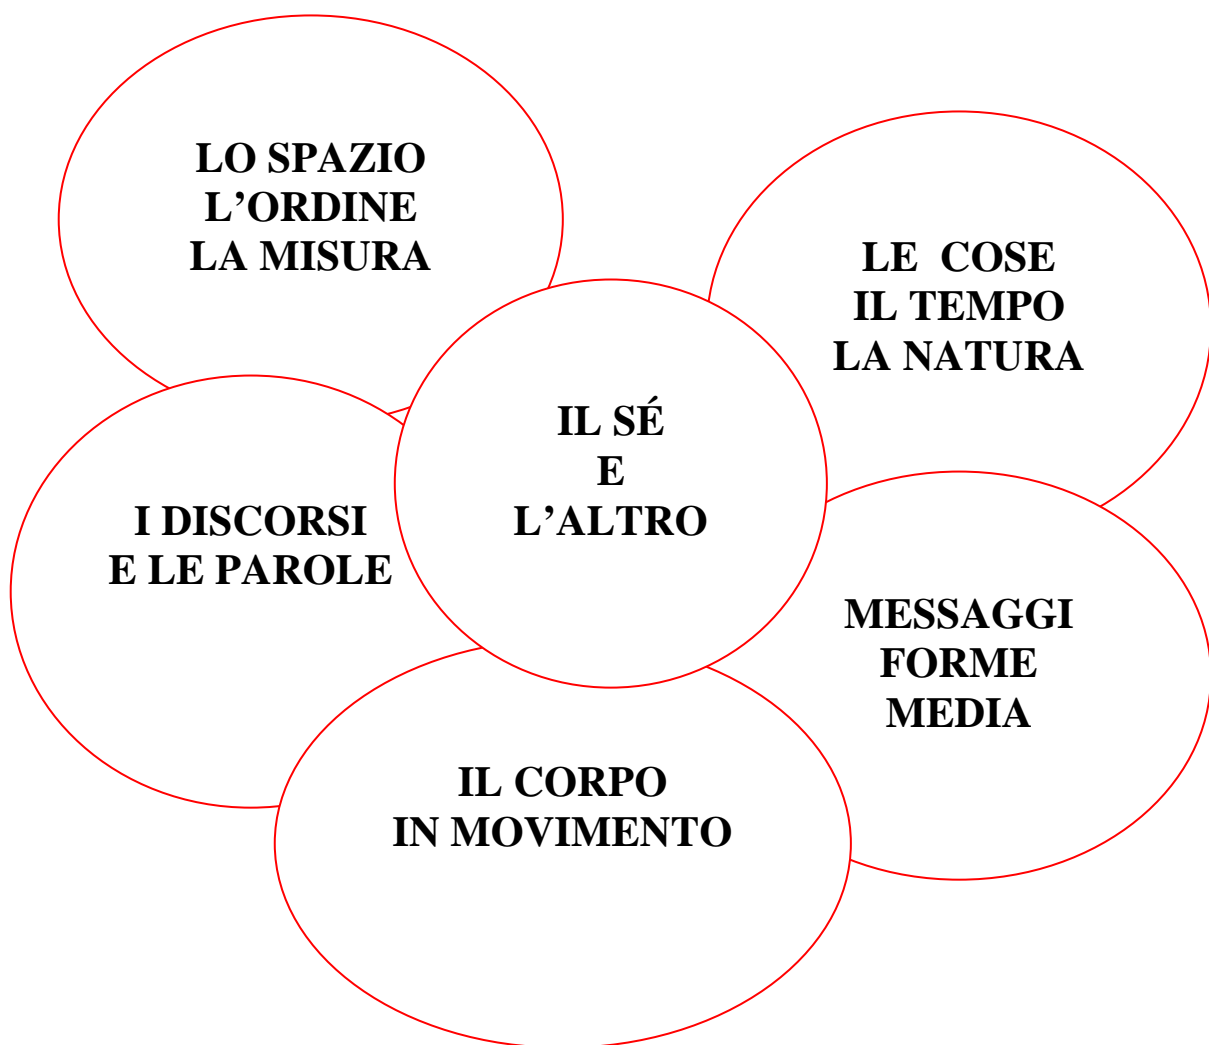 LO SPAZIO
L’ORDINE
LA MISURA
LE COSE
IL TEMPO
LA NATURA
IL SÉ
E
L’ALTRO
I DISCORSI
E LE PAROLE
MESSAGGI
FORME
MEDIA
IL CORPO
IN MOVIMENTO